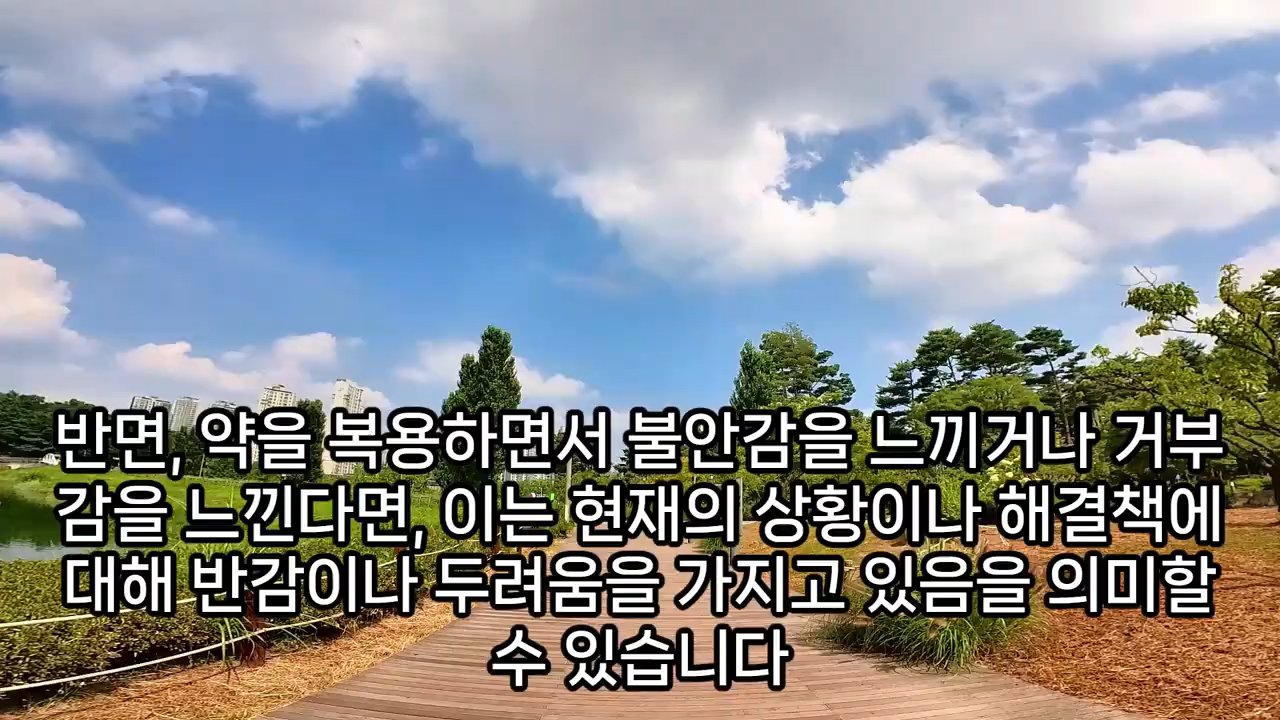 반면, 약을 복용하면서 불안감을 느끼거나 거부
감을 느낀다면, 이는 현재의 상황이나 해결책에
대해 반감이나 두려움을 가지고 있음을 의미할
수 있습니다